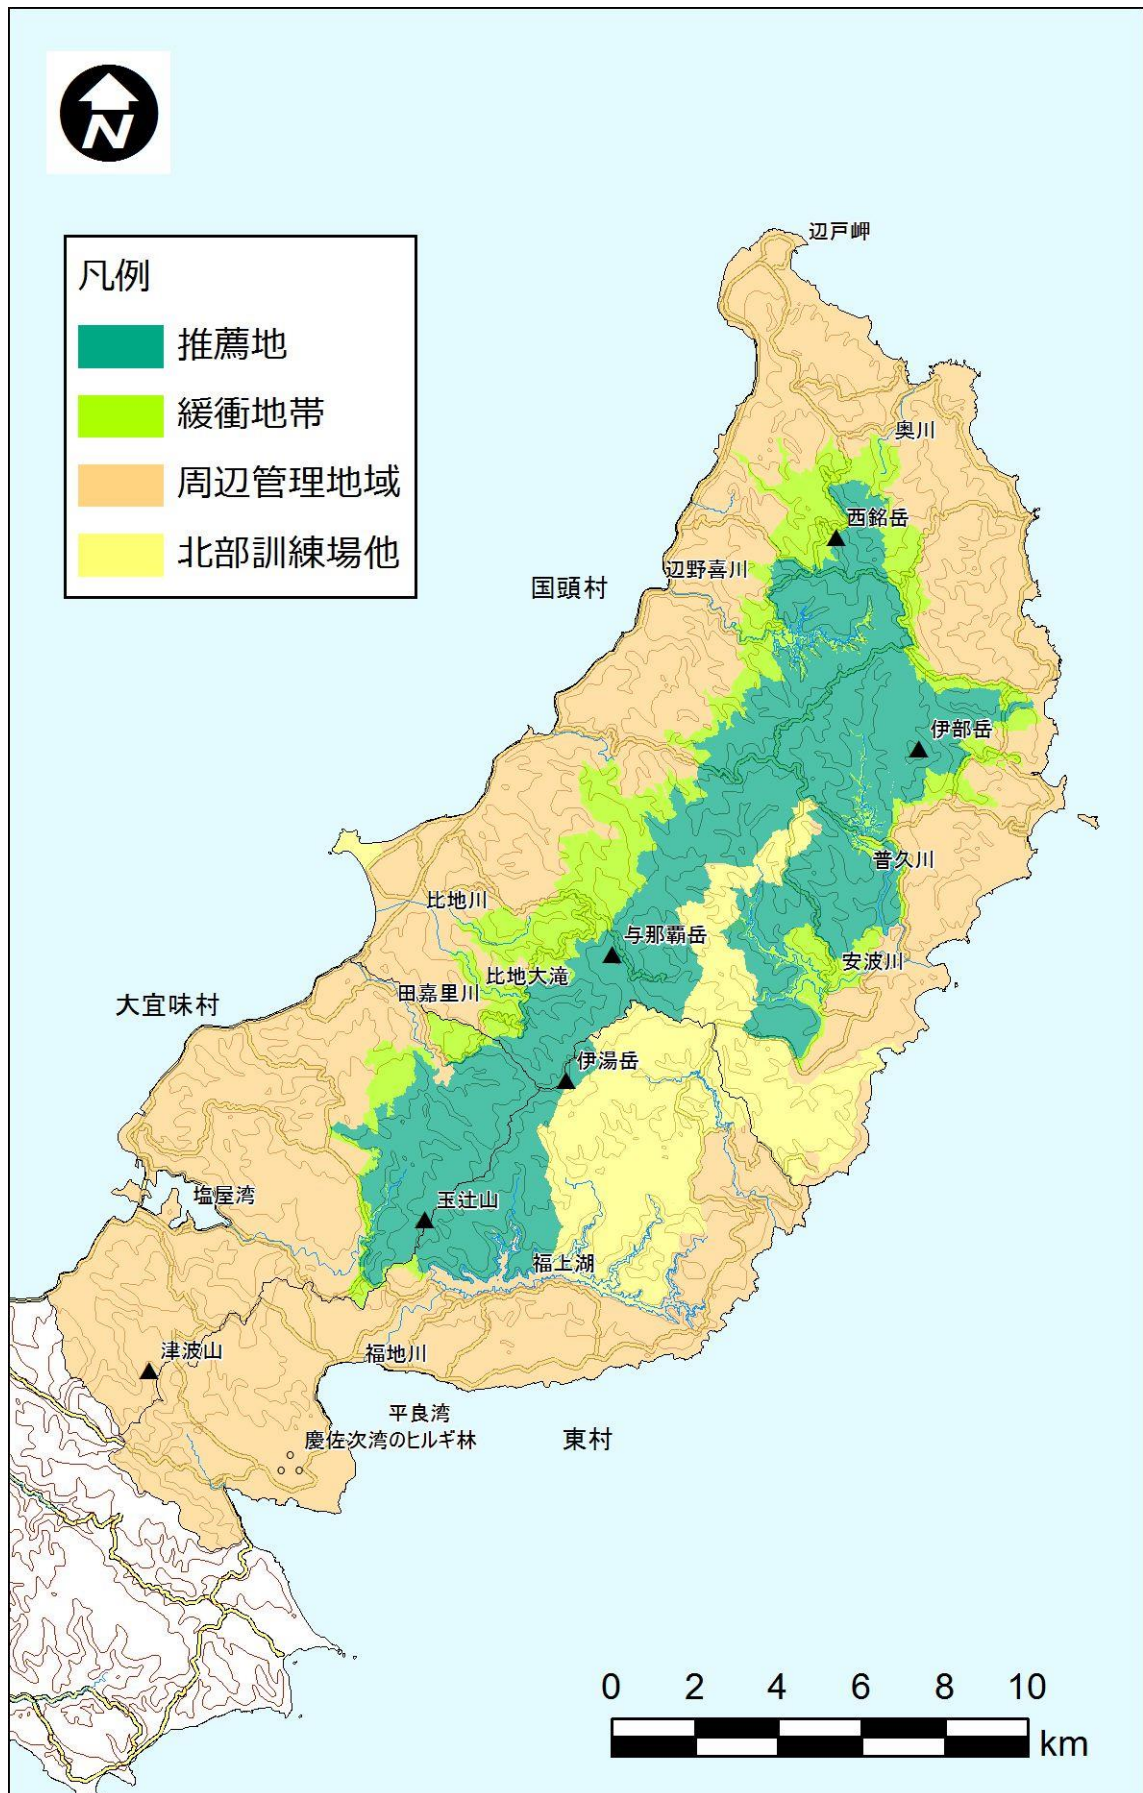 N
辺戸岬
凡例
推薦地
緩衝地帯
周辺管理地域
北部訓練場他
奥川
西銘岳
辺野喜川
国頭村
伊部岳
普久川
比地川
与那覇岳
安波川
比地大滝
田嘉里川
大宜味村
伊湯岳
塩屋湾
玉辻山
福上湖
津波山
福地川
平良湾
慶佐次湾のヒルギ林
東村
0 2 4 6 8 10
km